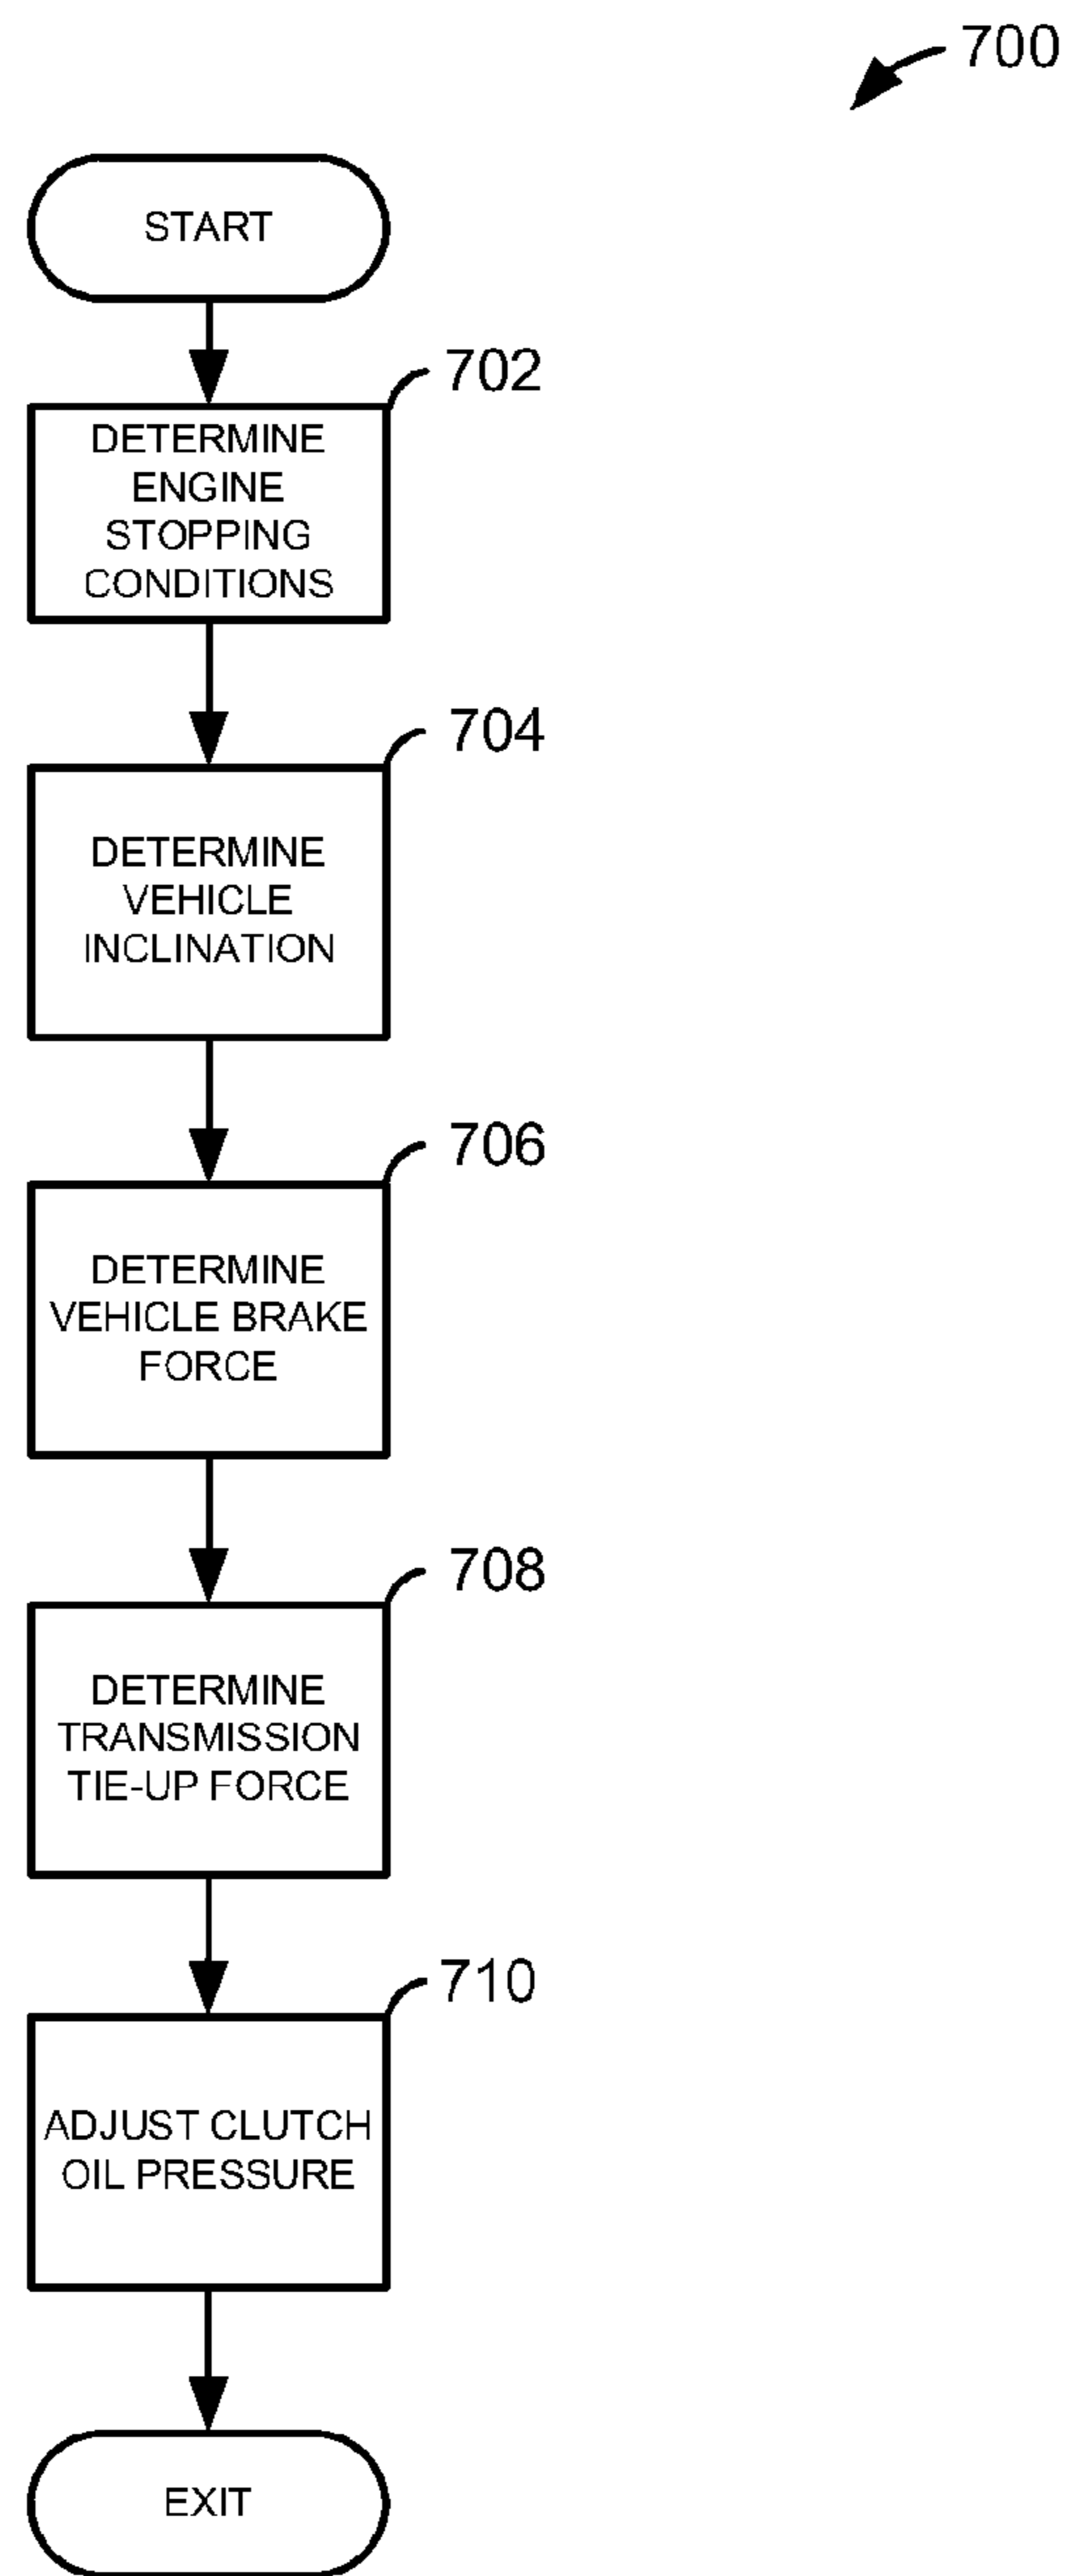 700
START
702
DETERMINE
ENGINE
STOPPING
CONDITIONS
704
DETERMINE
VEHICLE
INCLINATION
706
DETERMINE
VEHICLE BRAKE
FORCE
708
DETERMINE
TRANSMISSION
TIE-UP FORCE
710
ADJUST CLUTCH
OIL PRESSURE
EXIT